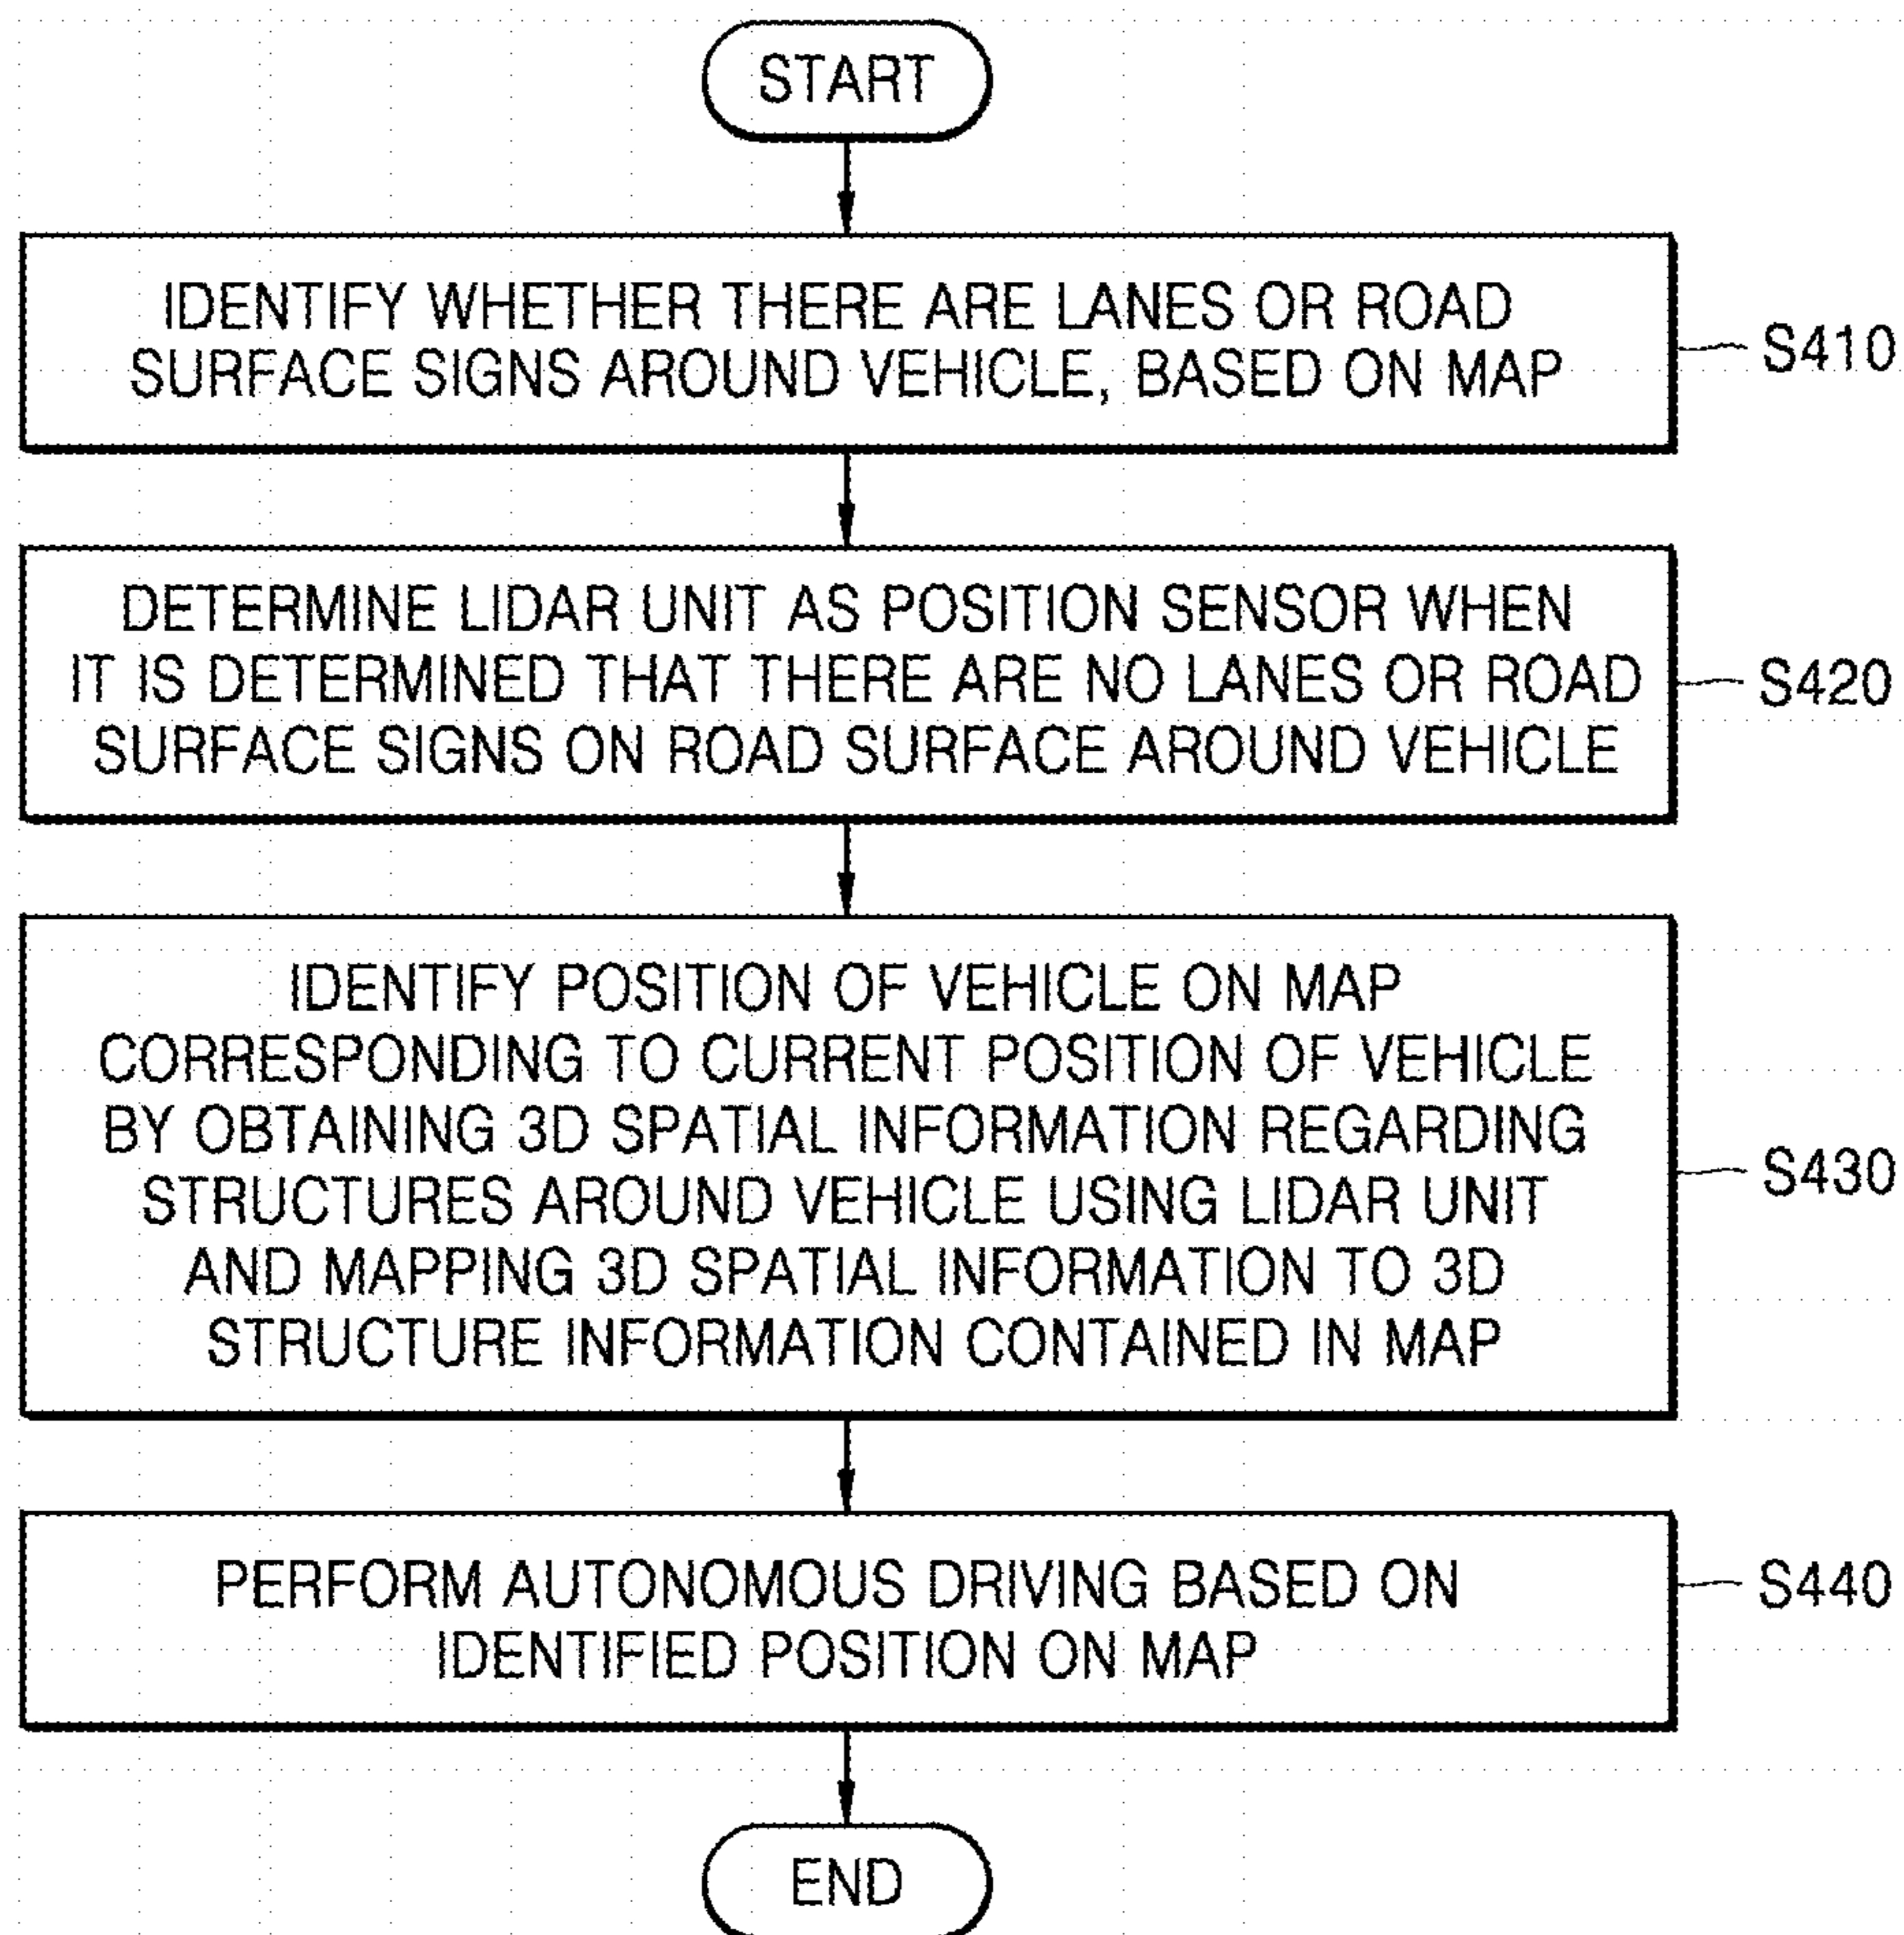 START
IDENTIFY WHETHER THERE ARE LANES OR ROAD
SURFACE SIGNS AROUND VEHICLE, BASED ON MAP
S410
DETERMINE LIDAR UNIT AS POSITION SENSOR WHEN
IT IS DETERMINED THAT THERE ARE NO LANES OR ROAD
SURFACE SIGNS ON ROAD SURFACE AROUND VEHICLE
S420
IDENTIFY POSITION OF VEHICLE ON MAP
CORRESPONDING TO CURRENT POSITION OF VEHICLE
BY OBTAINING 3D SPATIAL INFORMATION REGARDING
STRUCTURES AROUND VEHICLE USING LIDAR UNIT
AND MAPPING 3D SPATIAL INFORMATION TO 3D
STRUCTURE INFORMATION CONTAINED IN MAP
S430
PERFORM AUTONOMOUS DRIVING BASED ON
IDENTIFIED POSITION ON MAP
S440
END